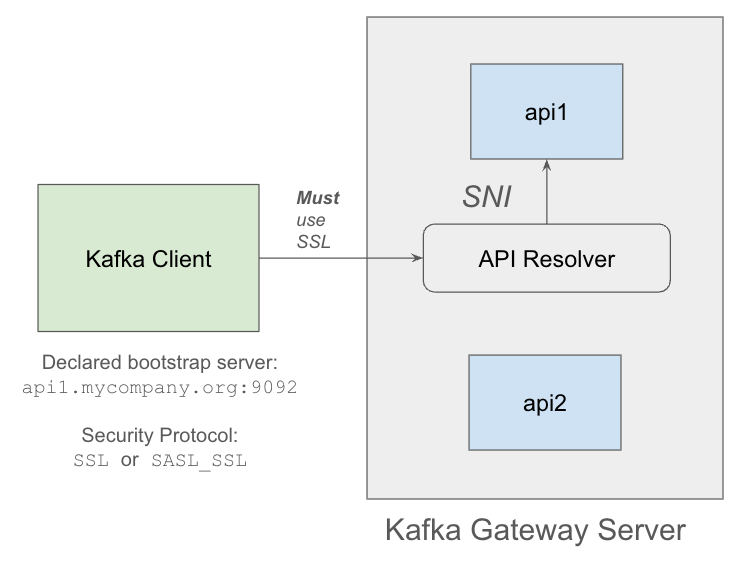 api1
Must
use
SSL
SNI
Kafka Client
API Resolver
Declared bootstrap server:
api1.mycompany.org:9092
api2
Security Protocol:
SSL or SASL_SSL
Kafka Gateway Server